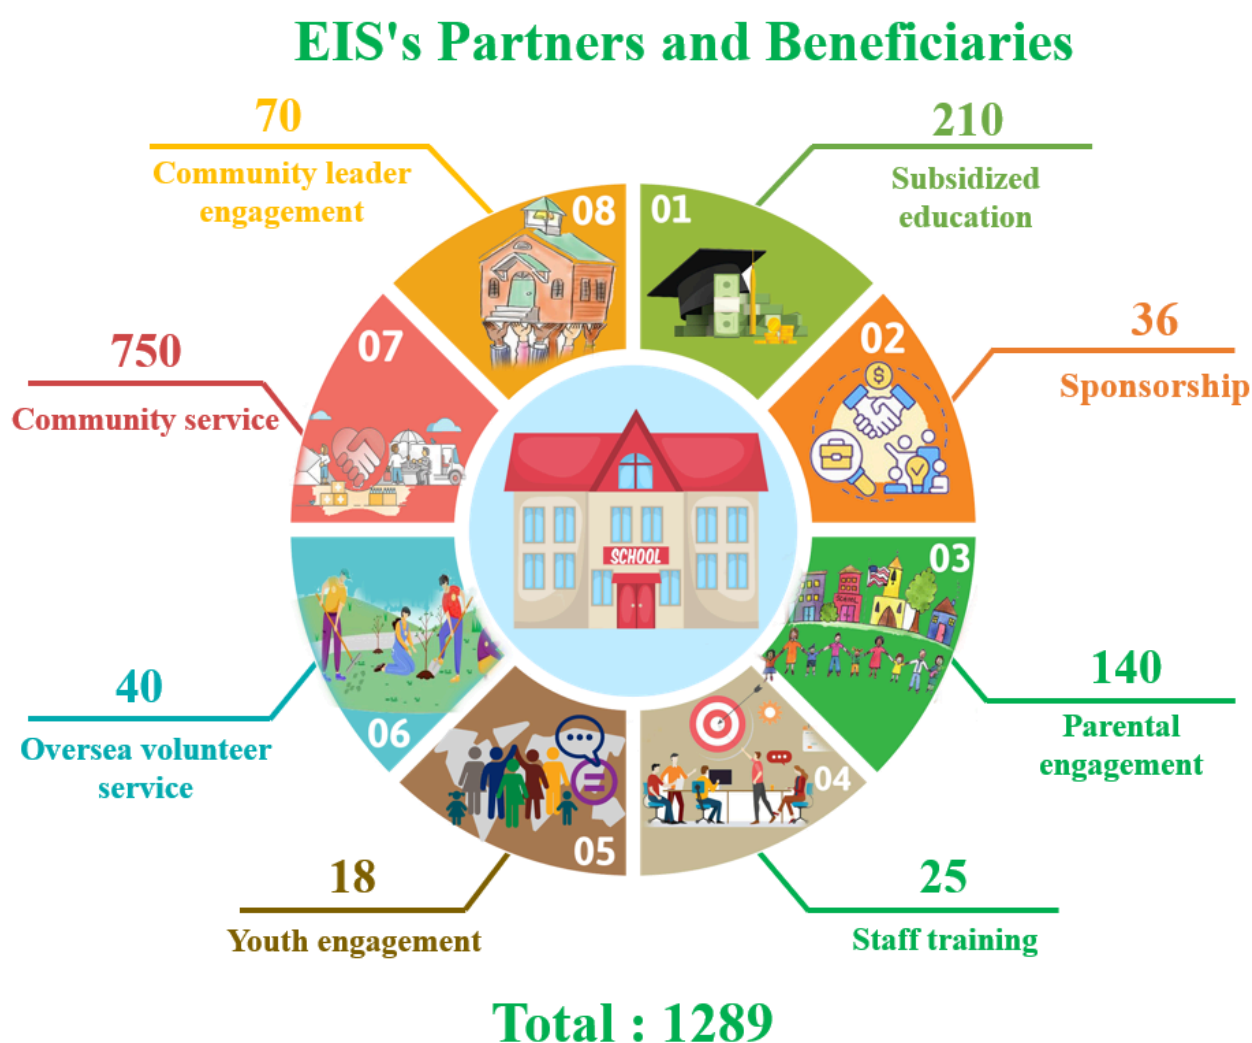 EIS's Partners and Beneficiaries
210
Subsidized
education
01
36
Sponsorship
02
140
Parental
engagement
03
25
Staff training
04
18
Youth engagement
05
40
Oversea volunteer
service
06
750
Community service
07
70
Community leader
engagement
08
SCHOOL
Total : 1289